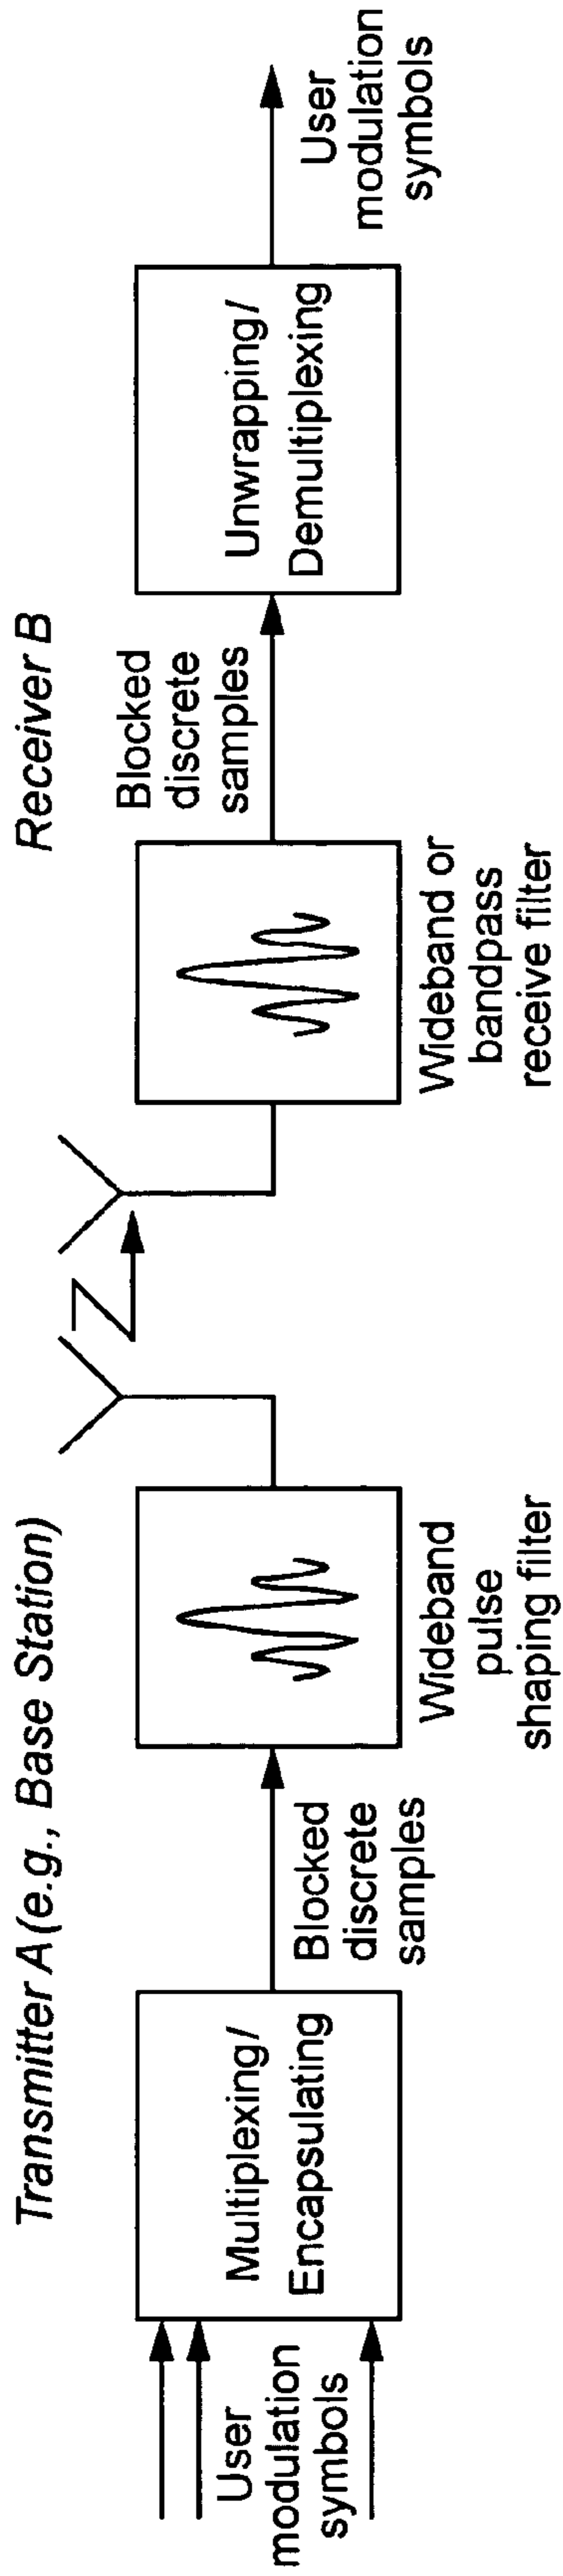 Transmitter A(e.g., Base Station)
User
modulation
symbols
Multiplexing/
Encapsulating
Blocked
discrete
samples
Wideband
pulse
shaping filter
Receiver B
Wideband or
bandpass
receive filter
Blocked
discrete
samples
Unwrapping/
Demultiplexing
User
modulation
symbols